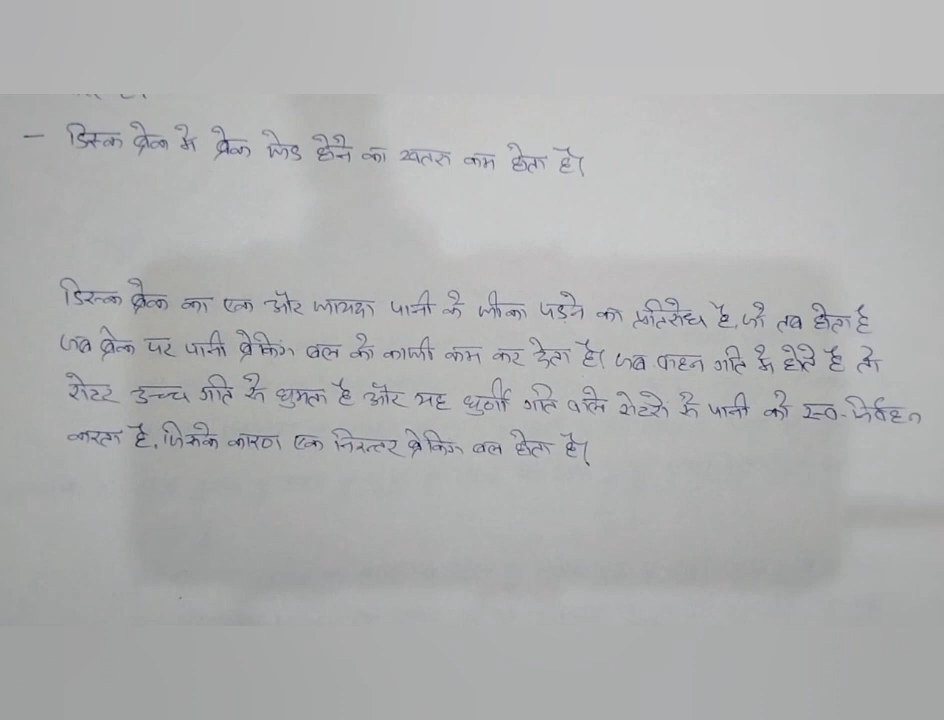 - डिस्क ब्रेक में ब्रेक फेड होने का खतरा कम होता है।
डिस्क ब्रेक का एक और फायदा पानी के फीका पड़ने का प्रतिरोध है, जो तब होता है
जब ब्रेक पर पानी ब्रेकिंग बल को काफी कम कर देता है। जब वाहन गति में होते है तो
रोटर उच्च गति से घुमता है और यह घुर्णी गति वाले रोटरों से पानी को स्व-निर्वहन
करता है, जिसके कारण एक निरन्तर ब्रेकिंग बल होता है।